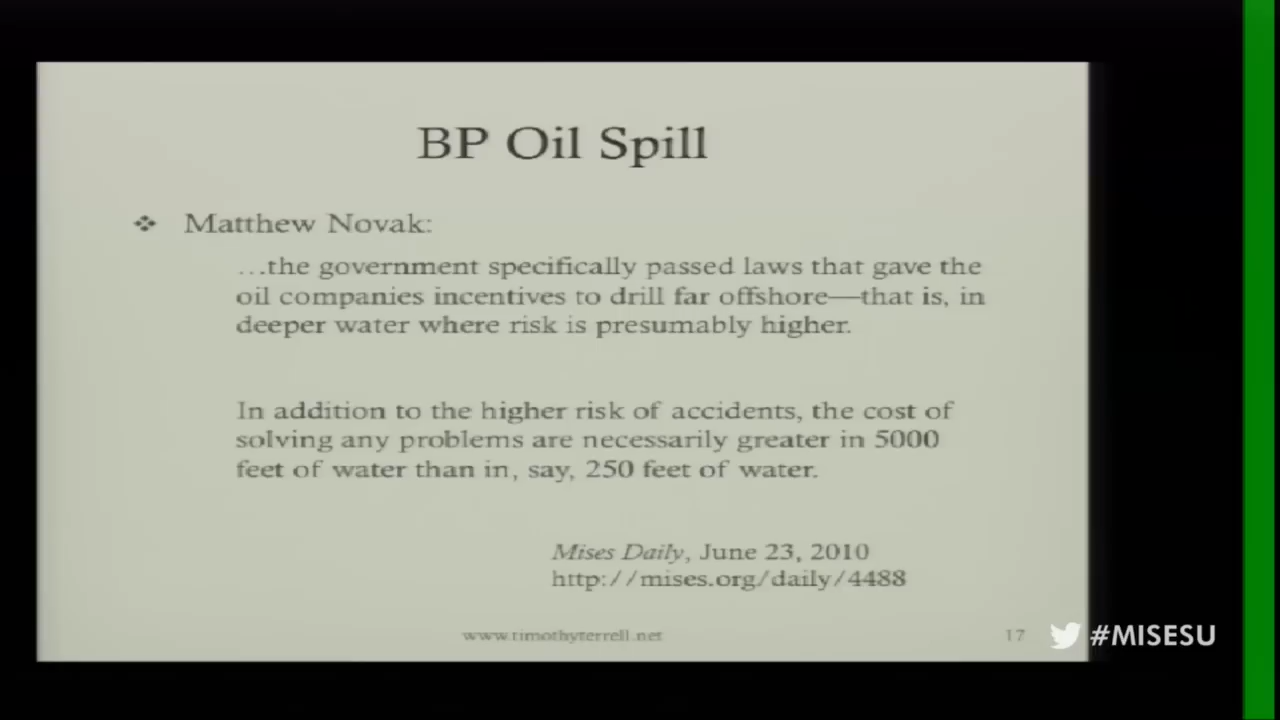 BP Oil Spill
❖ Matthew Novak:
…the government specifically passed laws that gave the
oil companies incentives to drill far offshore—that is, in
deeper water where risk is presumably higher.
In addition to the higher risk of accidents, the cost of
solving any problems are necessarily greater in 5000
feet of water than in, say, 250 feet of water.
Mises Daily, June 23, 2010
http://mises.org/daily/4488
www.timothyterrell.net
17
#MISESU